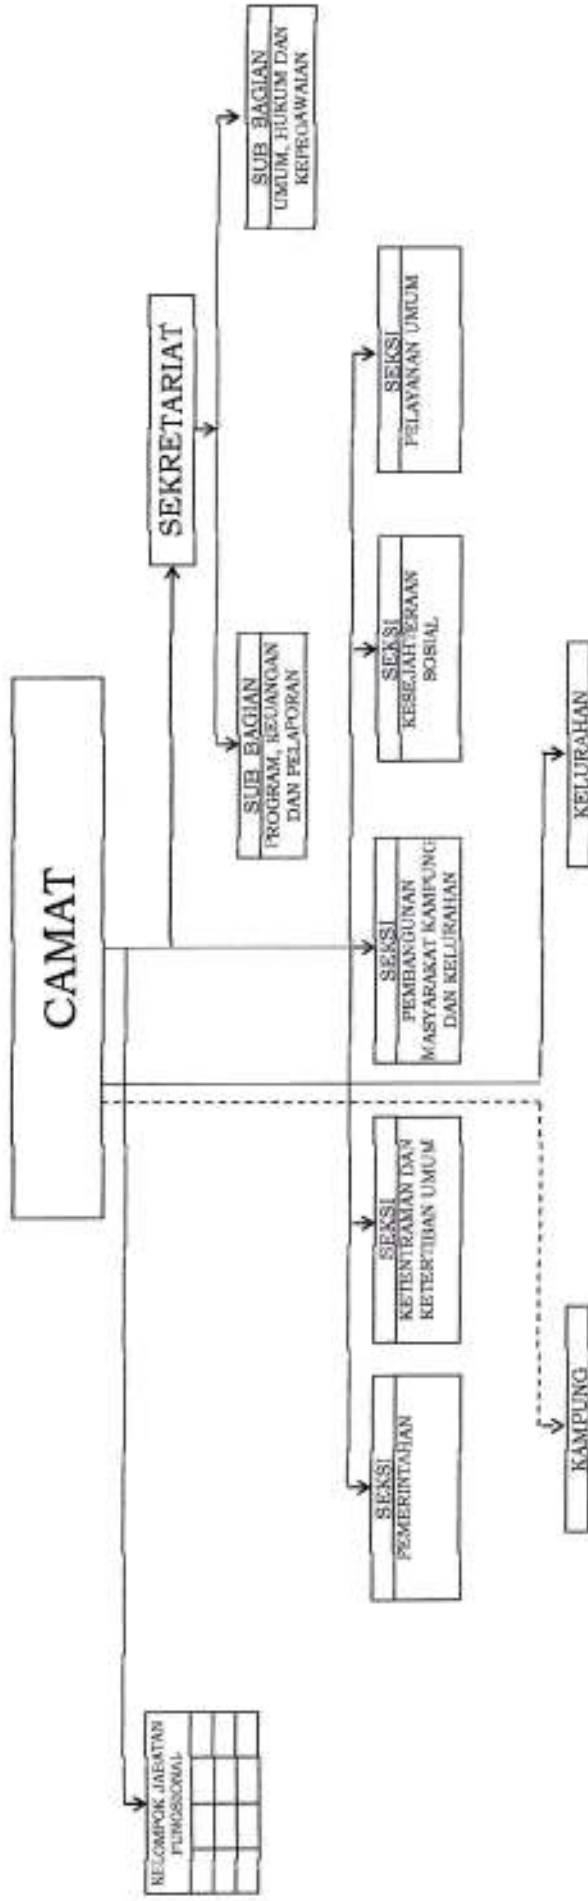 CAMAT
KELOMPOK JABATAN
FUNGSIONAL
SEKRETARIAT
SUB BAGIAN
PROGRAM, KEUANGAN
DAN PELAPORAN
SUB BAGIAN
UMUM, HUKUM DAN
KEPEGAWAIAN
SEKSI
PEMERINTAHAN
SEKSI
KETENTRAMAN DAN
KETERTIBAN UMUM
SEKSI
PEMBANGUNAN
MASYARAKAT KAMPUNG
DAN KELURAHAN
SEKSI
KESEJAHTERAAN
SOSIAL
SEKSI
PELAYANAN UMUM
KAMPUNG
KELURAHAN